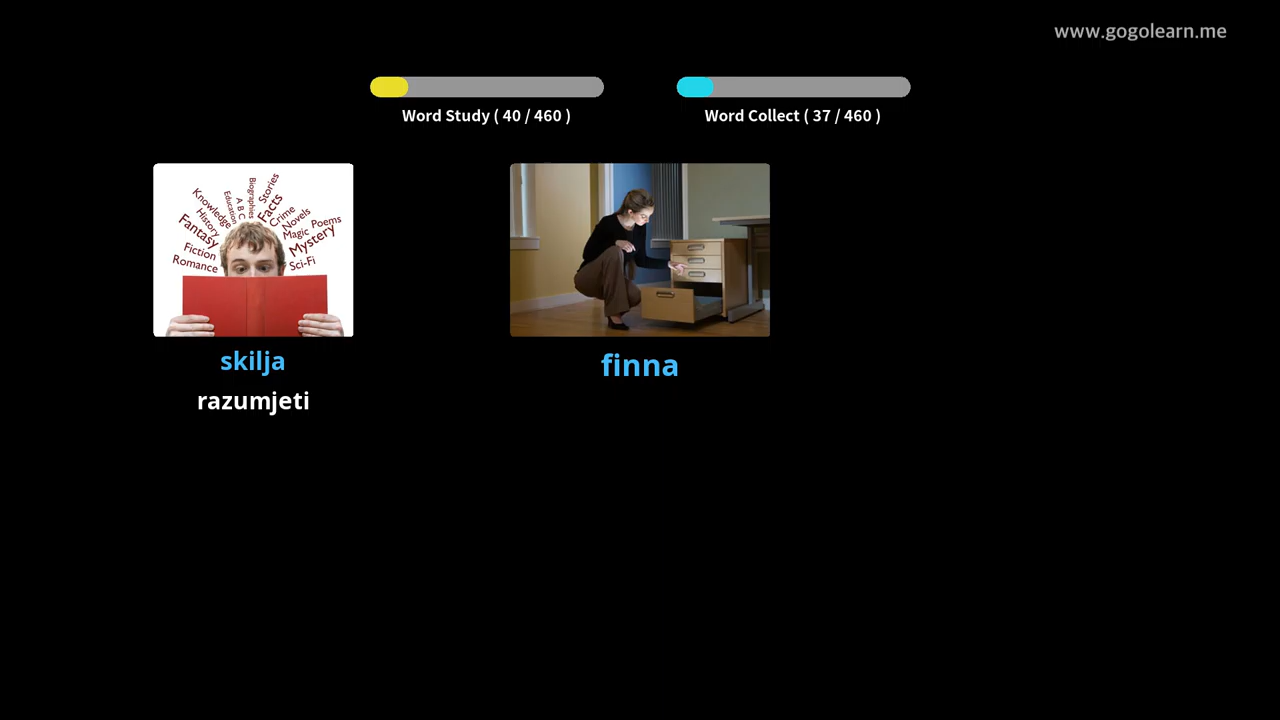 www.gogolearn.me
Word Study ( 40 / 460 )
Word Collect ( 37 / 460 )
Biographies
Stories
Knowledge
Education
A B C
Facts
Crime
History
Novels
Fantasy
Magic
Poems
Mystery
Fiction
Romance
Sci-Fi
skilja
finna
razumjeti